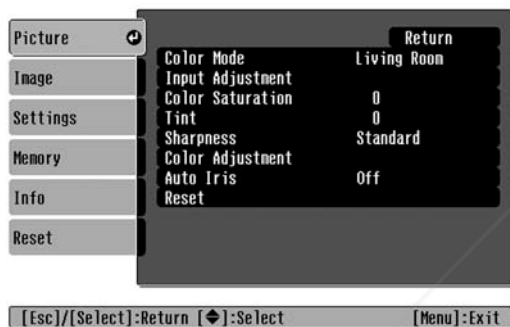 Picture
Image
Settings
Memory
Info
Reset
Return
Color Mode Living Room
Input Adjustment
Color Saturation 0
Tint 0
Sharpness Standard
Color Adjustment
Auto Iris Off
Reset
[Esc]/[Select]:Return [◆]:Select [Menu]:Exit